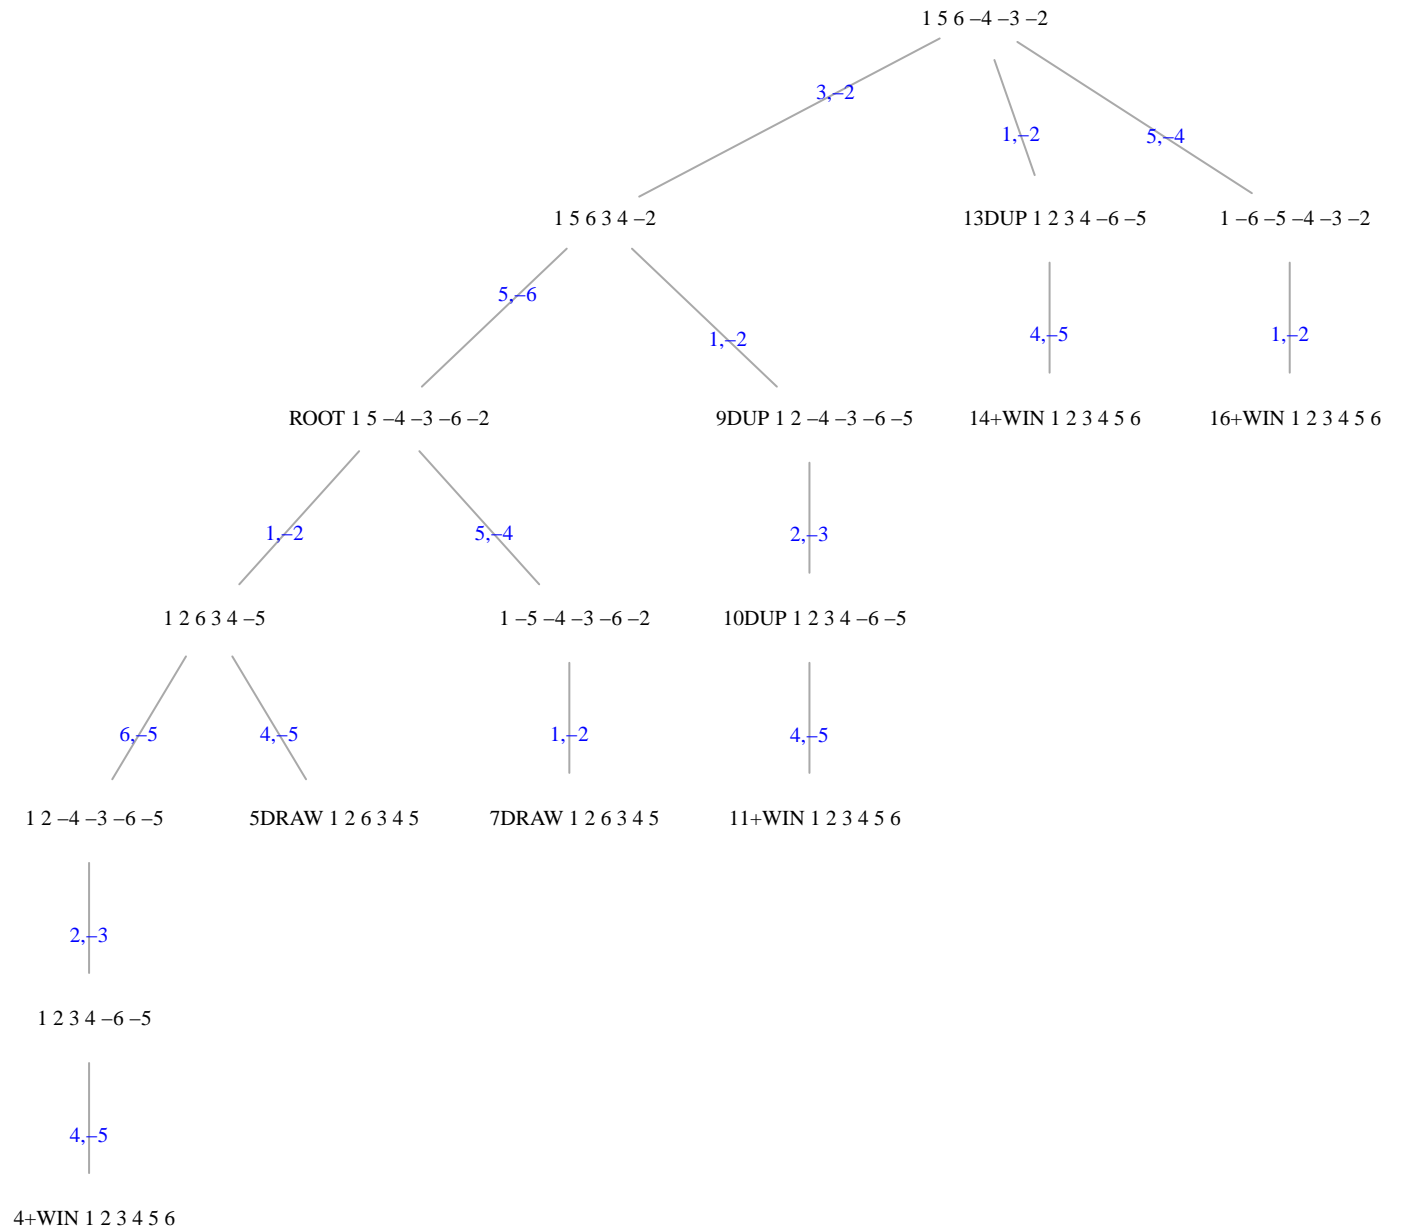 1 5 6 –4 –3 –2
3,–2
1,–2
5,–4
1 5 6 3 4 –2
13DUP 1 2 3 4 –6 –5
1 –6 –5 –4 –3 –2
5,–6
1,–2
4,–5
1,–2
ROOT 1 5 –4 –3 –6 –2
9DUP 1 2 –4 –3 –6 –5
14+WIN 1 2 3 4 5 6
16+WIN 1 2 3 4 5 6
1,–2
5,–4
2,–3
1 2 6 3 4 –5
1 –5 –4 –3 –6 –2
10DUP 1 2 3 4 –6 –5
6,–5
4,–5
1,–2
4,–5
1 2 –4 –3 –6 –5
5DRAW 1 2 6 3 4 5
7DRAW 1 2 6 3 4 5
11+WIN 1 2 3 4 5 6
2,–3
1 2 3 4 –6 –5
4,–5
4+WIN 1 2 3 4 5 6